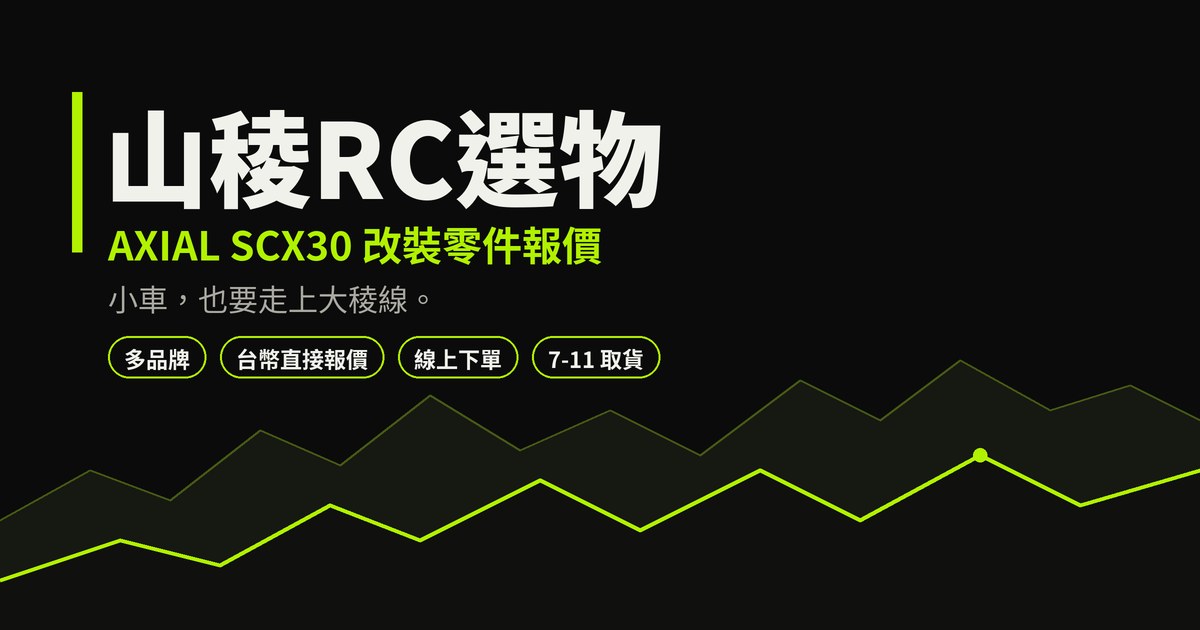 山稜RC選物
AXIAL SCX30 改裝零件報價
小車，也要走上大稜線。
多品牌 台幣直接報價 線上下單 7-11 取貨